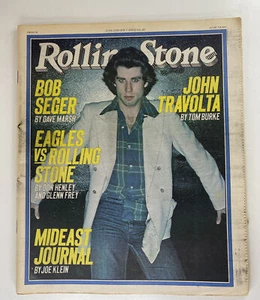 Rolling Stone
BOB
SEGER
BY DAVE MARSH
JOHN
TRAVOLTA
BY TOM BURKE
EAGLES
VS ROLLING
STONE
BY DON HENLEY
AND GLENN FREY
MIDEAST
JOURNAL
BY JOE KLEIN